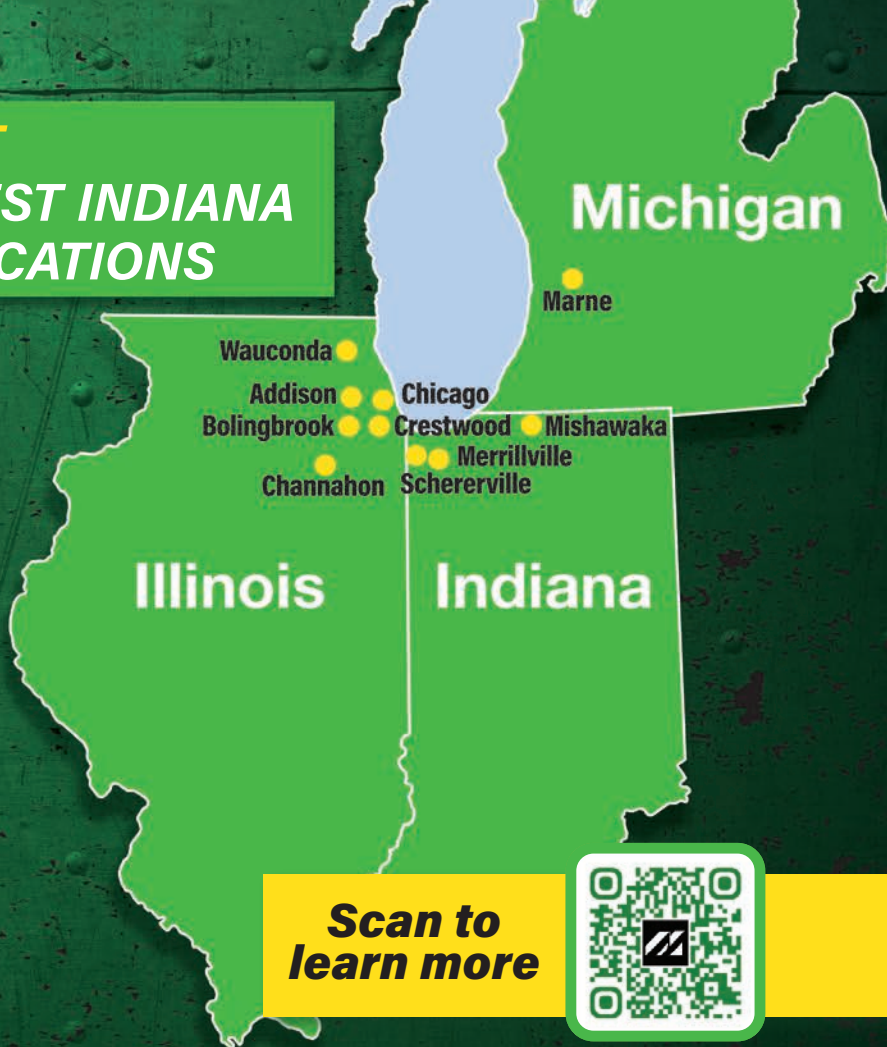 ST INDIANA
CATIONS
Michigan
Marne
Wauconda
Addison
Chicago
Bolingbrook
Crestwood
Mishawaka
Merrillville
Channahon
Schererville
Illinois
Indiana
Scan to
learn more